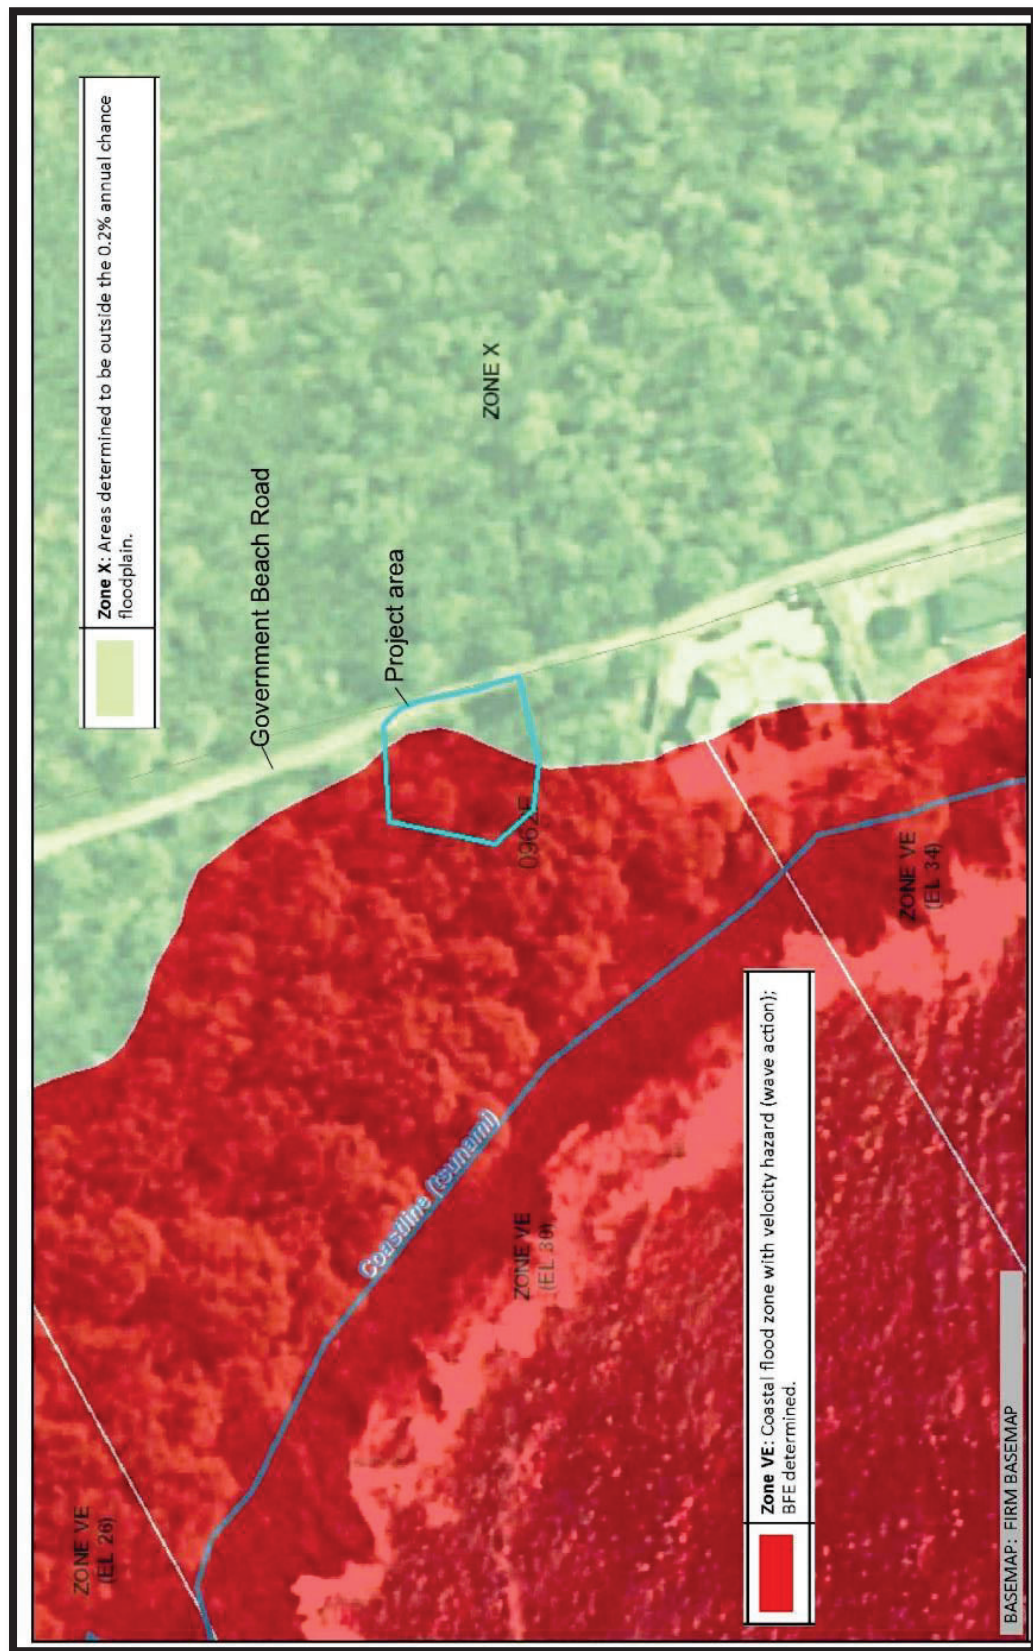 Zone X: Areas determined to be outside the 0.2% annual chance
floodplain.
Government Beach Road
Project area
ZONE X
0962F
Coastline (tsunami)
ZONE VE
(EL 26)
ZONE VE
(EL 30)
ZONE VE
(EL 34)
Zone VE: Coastal flood zone with velocity hazard (wave action);
BFE determined.
BASEMAP: FIRM BASEMAP